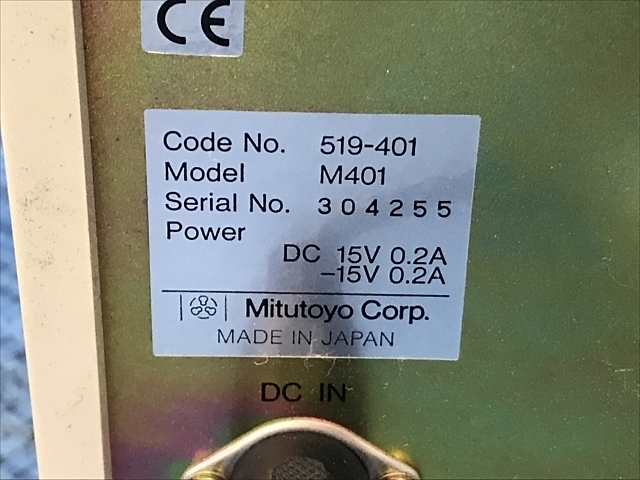 CE
Code No. 519-401
Model M401
Serial No. 304255
Power
DC 15V 0.2A
-15V 0.2A
Mitutoyo Corp.
MADE IN JAPAN
DC IN